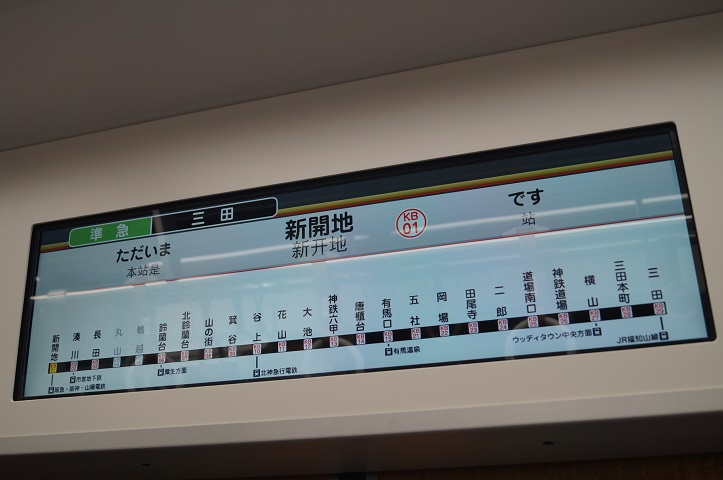 準急 三田
ただいま 新開地 KB 01 です
本站是 新开地 站
新開地 湊川 長田 丸山 鵯越 鈴蘭台 北鈴蘭台 山の街 箕谷 谷上 花山 大池 神鉄六甲 唐櫃台 有馬口 五社 岡場 田尾寺 二郎 道場南口 神鉄道場 横山 三田本町 三田
阪急・阪神・山陽電鉄
市営地下鉄
粟生方面
北神急行電鉄
有馬温泉
ウッディタウン中央方面
JR福知山線